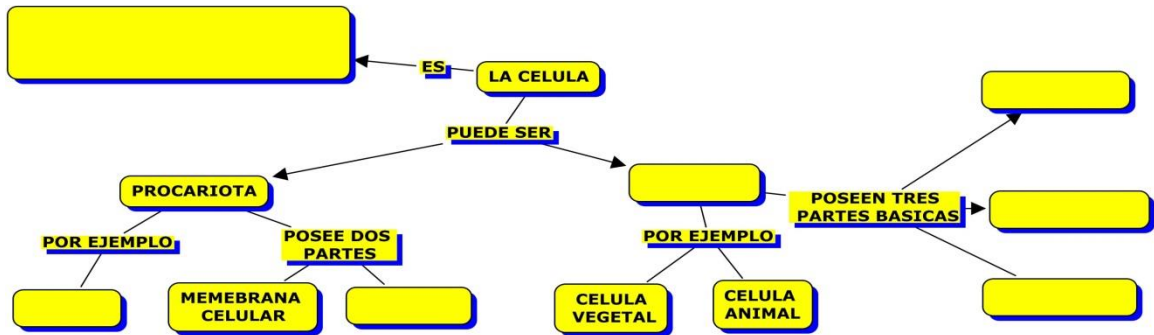 ES
LA CELULA
PUEDE SER
PROCARIOTA
POR EJEMPLO
POSEE DOS
PARTES
MEMEBRANA
CELULAR
POSEEN TRES
PARTES BASICAS
POR EJEMPLO
CELULA
VEGETAL
CELULA
ANIMAL